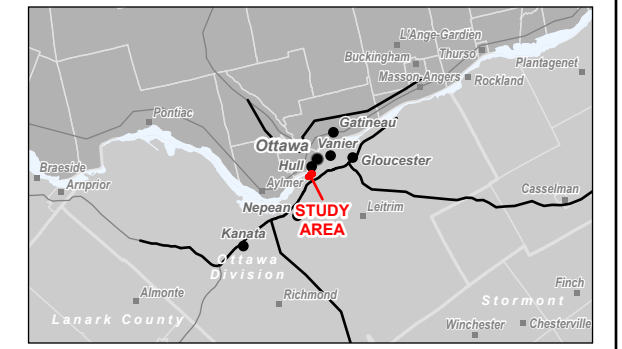 L'Ange-Gardien
Buckingham
Thurso
Plantagenet
Masson-Angers
Rockland
Pontiac
Gatineau
Ottawa
Vanier
Hull
Gloucester
Braeside
Aylmer
Arnprior
Casselman
Nepean
STUDY
AREA
Leitrim
Kanata
Ottawa
Division
Finch
Almonte
Richmond
Stormont
Lanark County
Winchester
Chesterville